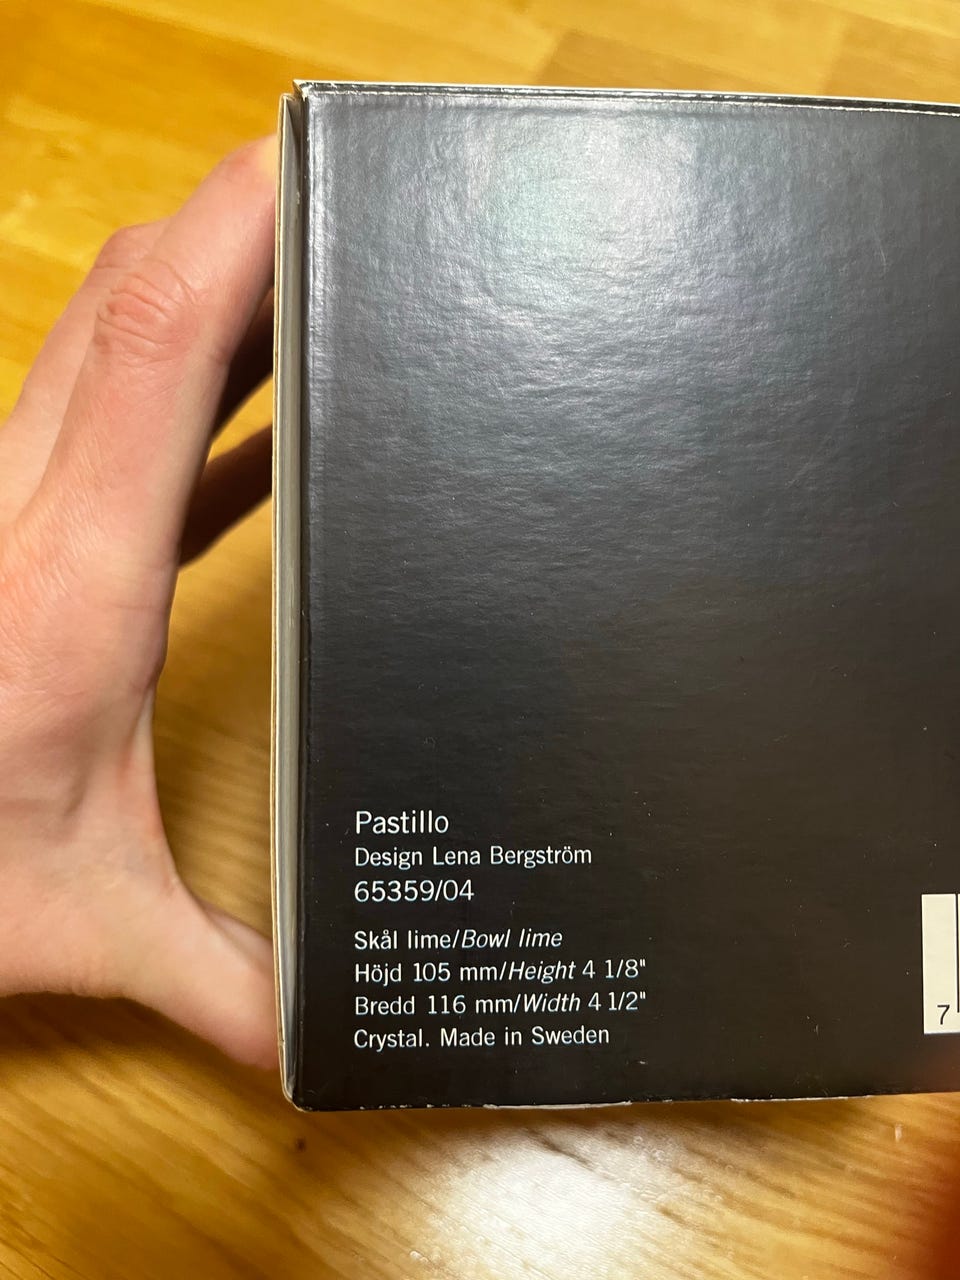 Pastillo
Design Lena Bergström
65359/04
Skål lime/Bowl lime
Höjd 105 mm/Height 4 1/8"
Bredd 116 mm/Width 4 1/2"
Crystal. Made in Sweden
7